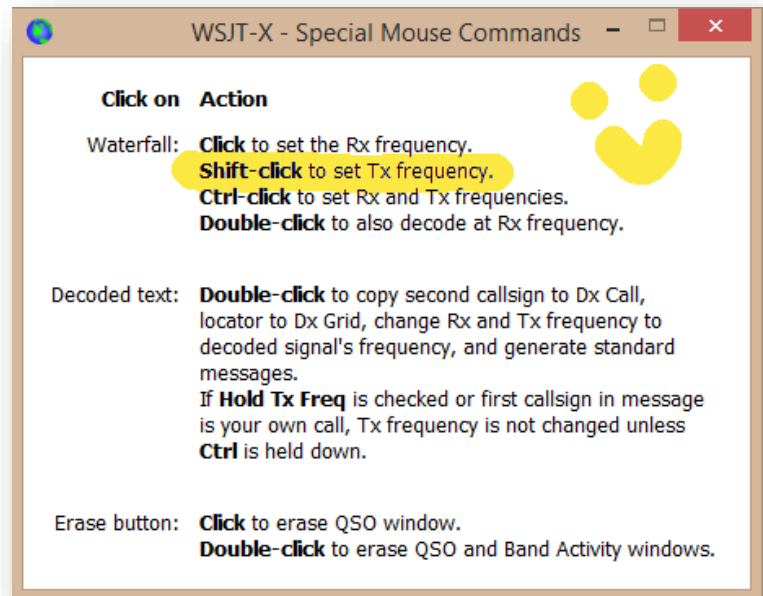 WSJT-X - Special Mouse Commands
Click on Action
Waterfall: Click to set the Rx frequency.
Shift-click to set Tx frequency.
Ctrl-click to set Rx and Tx frequencies.
Double-click to also decode at Rx frequency.
Decoded text: Double-click to copy second callsign to Dx Call,
locator to Dx Grid, change Rx and Tx frequency to
decoded signal's frequency, and generate standard
messages.
If Hold Tx Freq is checked or first callsign in message
is your own call, Tx frequency is not changed unless
Ctrl is held down.
Erase button: Click to erase QSO window.
Double-click to erase QSO and Band Activity windows.